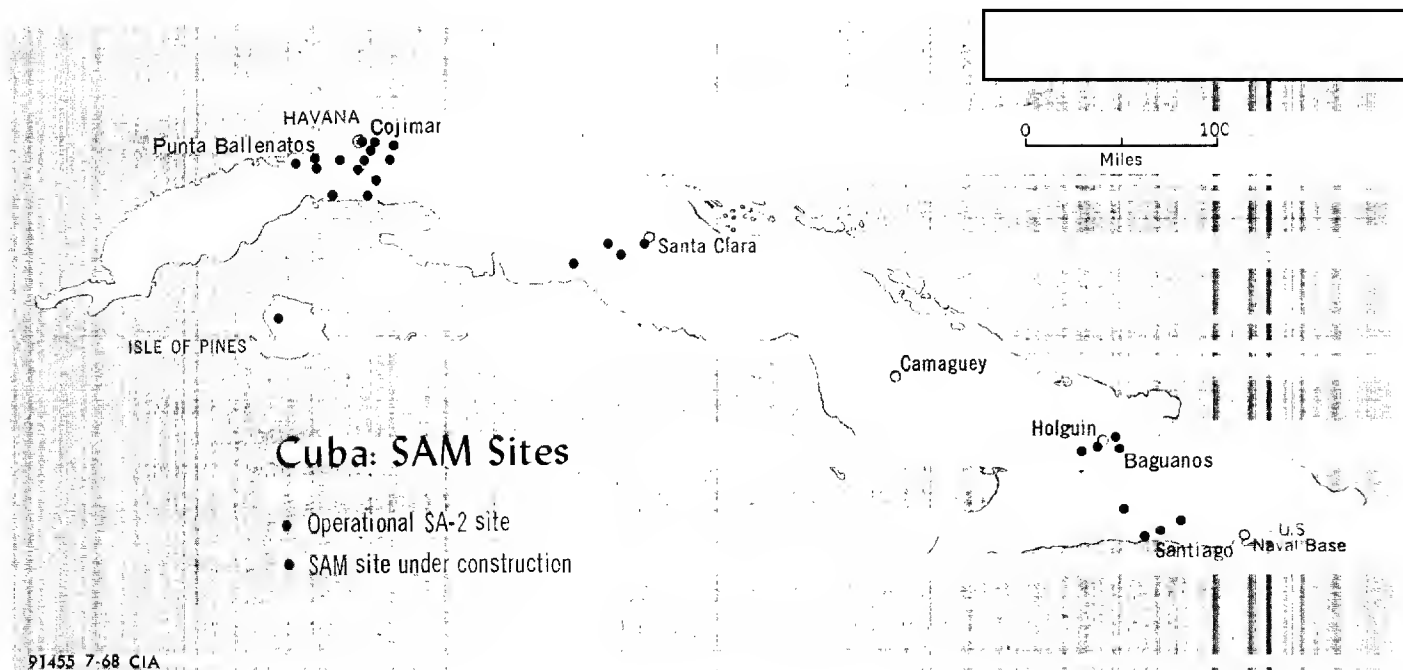 HAVANA
Cojimar
Punta Ballenatos
0 100
Miles
Santa Clara
ISLE OF PINES
Camaguey
Holguin
Baguanos
Cuba: SAM Sites
Operational SA-2 site
SAM site under construction
Santiago
U.S
Naval Base
91455 7-68 CIA